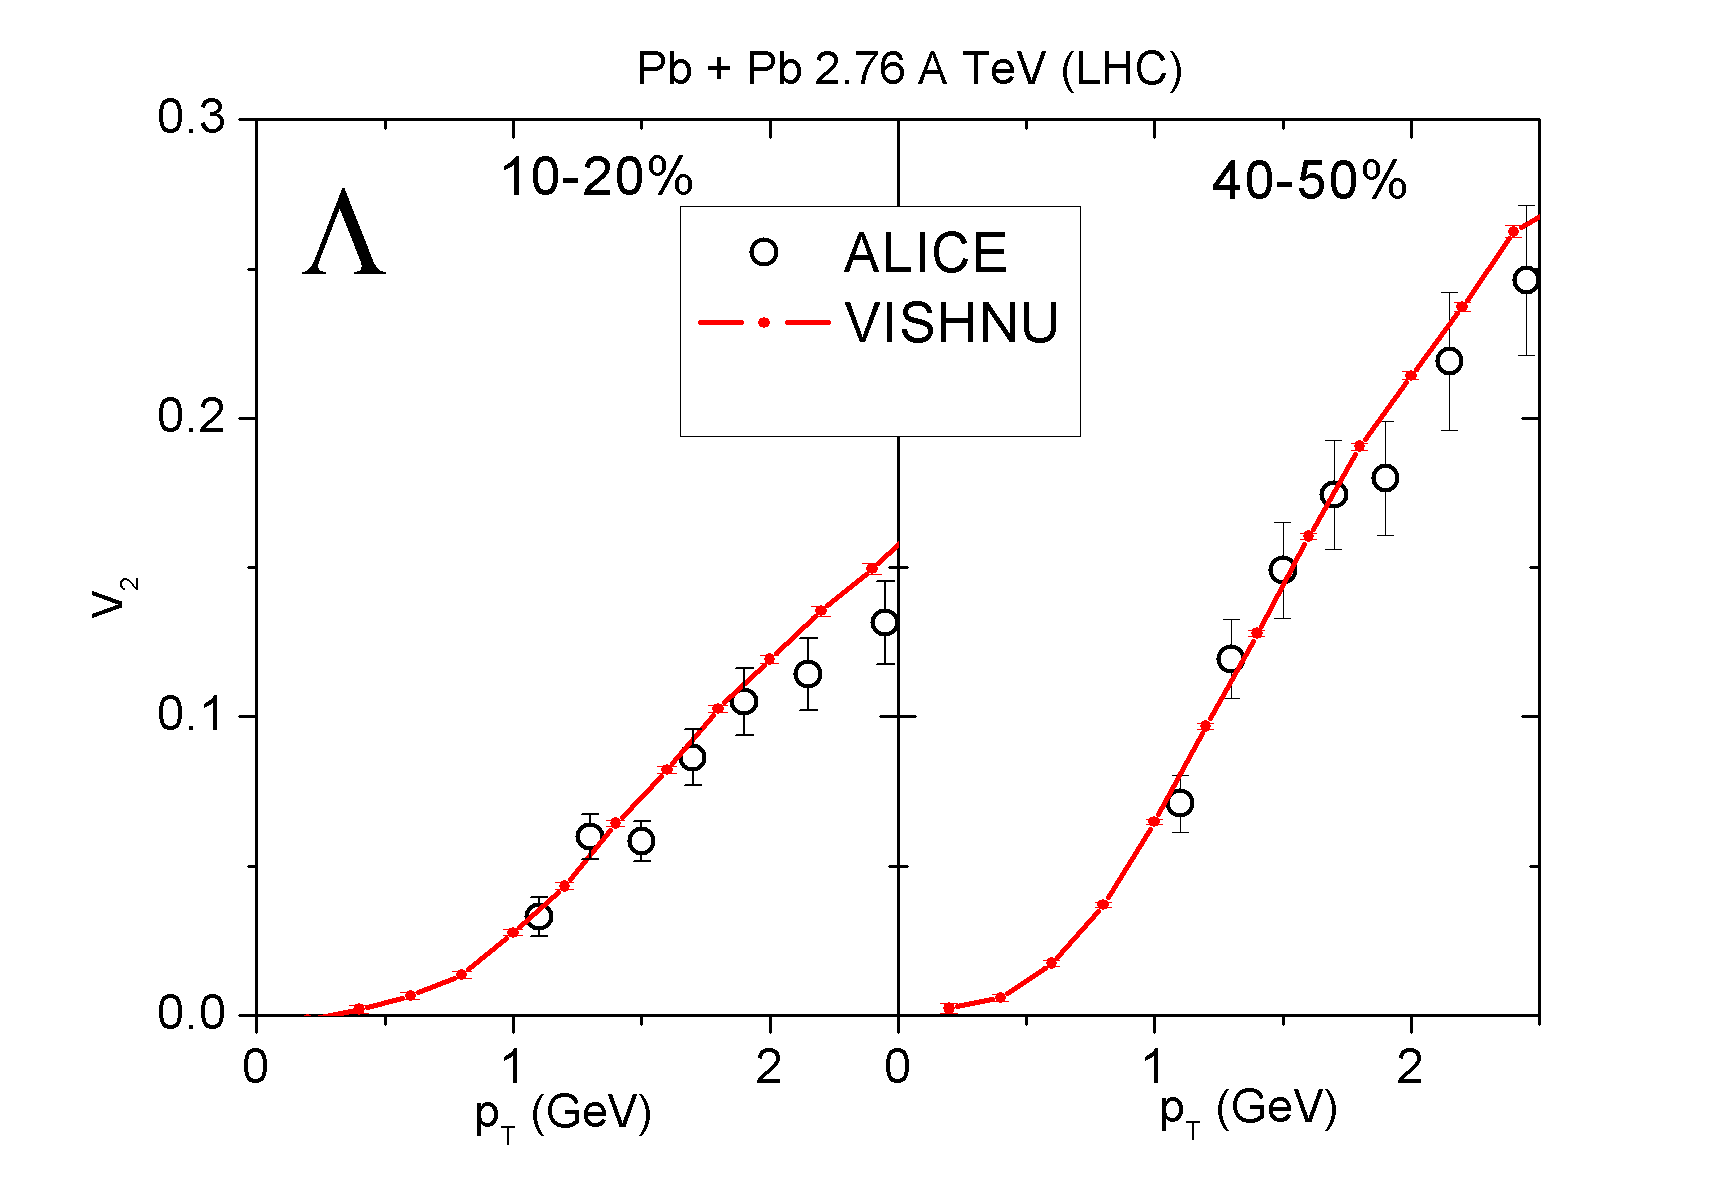 Pb + Pb 2.76 A TeV (LHC)
0.3
10-20%
40-50%
Λ
ALICE
VISHNU
0.2
v2
0.1
0.0
0 1 2 0 1 2
pT (GeV) pT (GeV)